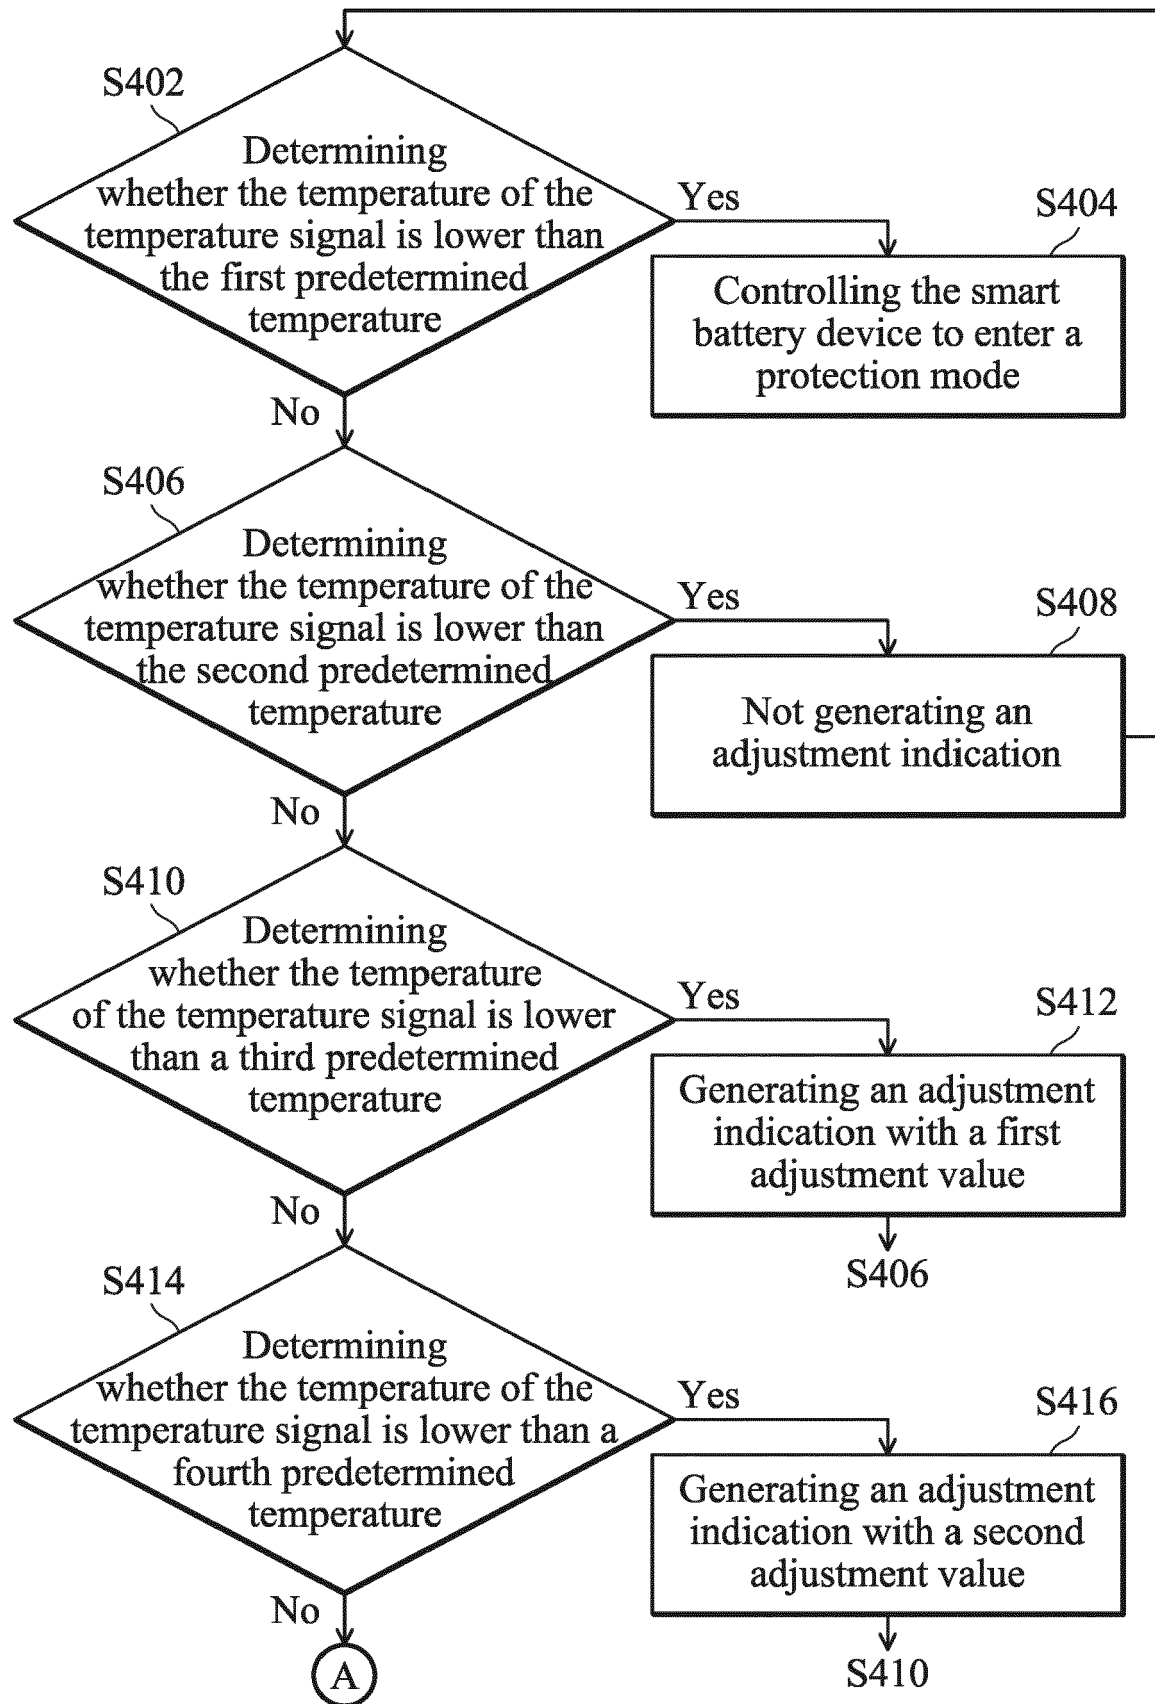 S402
Determining
whether the temperature of the
temperature signal is lower than
the first predetermined
temperature
Yes
S404
Controlling the smart
battery device to enter a
protection mode
No
S406
Determining
whether the temperature of the
temperature signal is lower than
the second predetermined
temperature
Yes
S408
Not generating an
adjustment indication
No
S410
Determining
whether the temperature
of the temperature signal is lower
than a third predetermined
temperature
Yes
S412
Generating an adjustment
indication with a first
adjustment value
S406
No
S414
Determining
whether the temperature of the
temperature signal is lower than a
fourth predetermined
temperature
Yes
S416
Generating an adjustment
indication with a second
adjustment value
S410
No
A